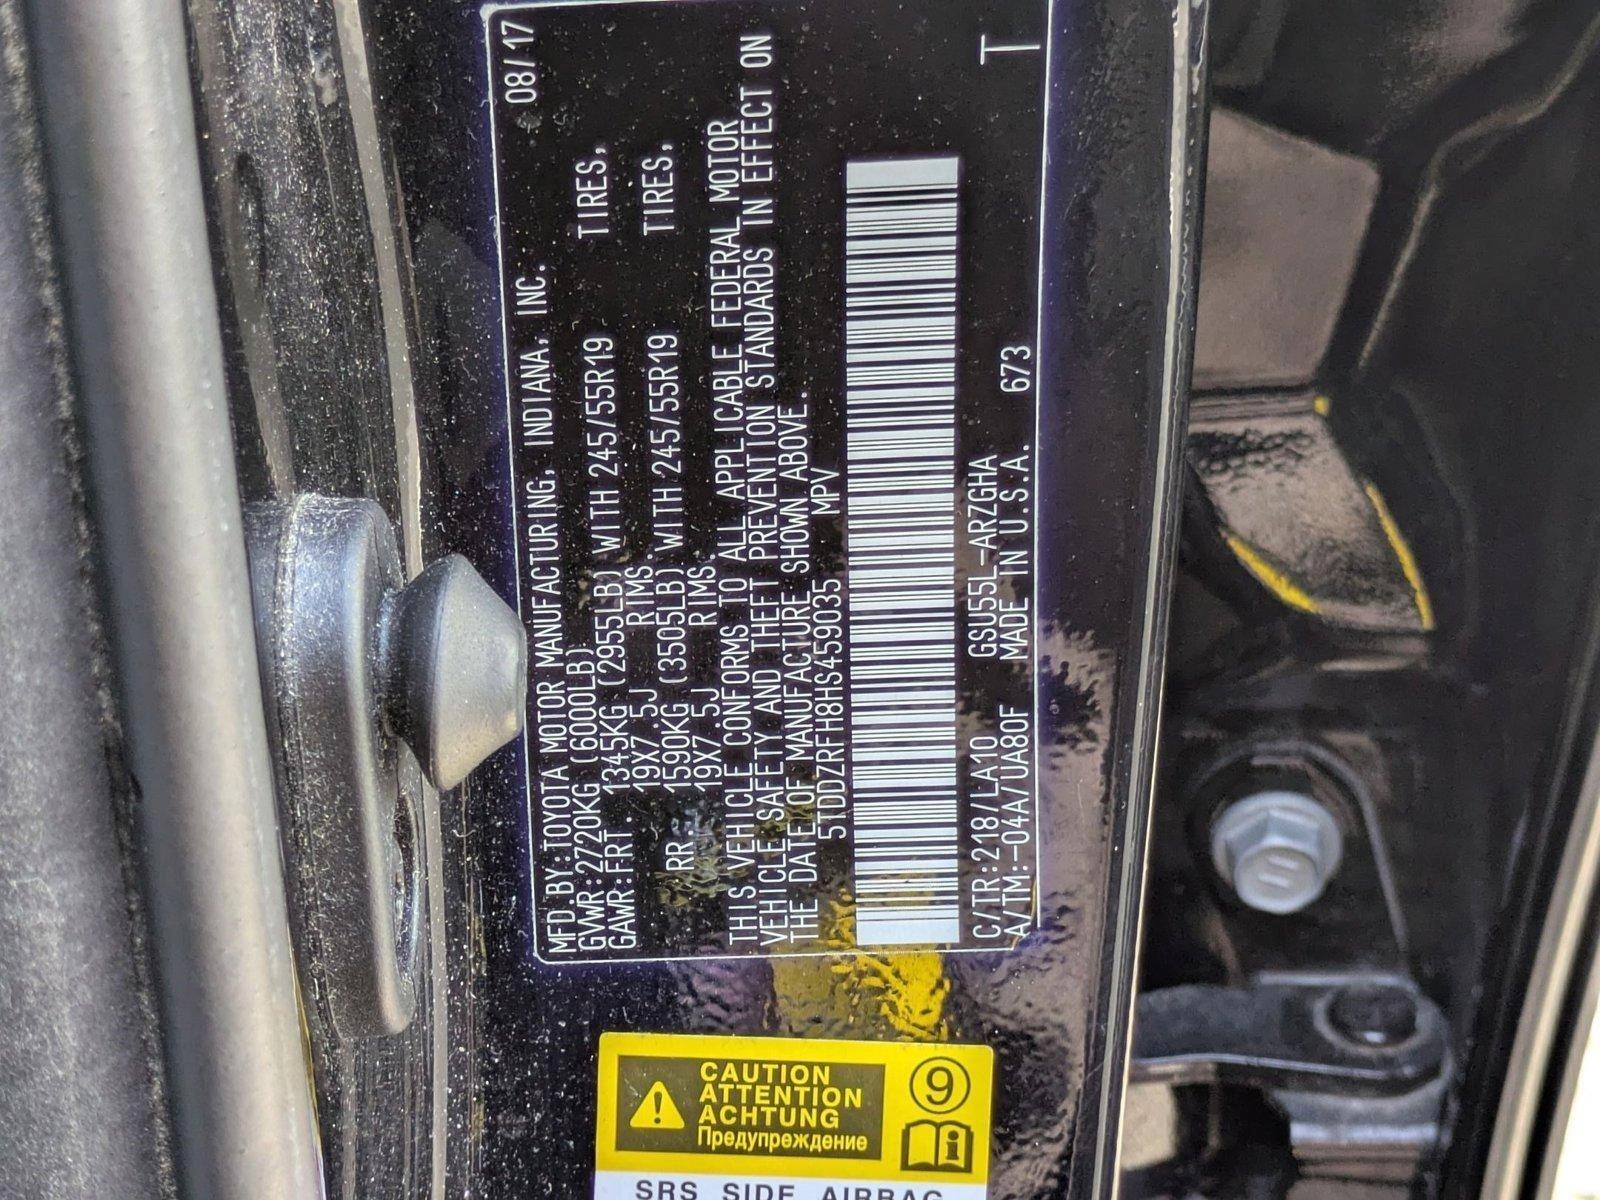 MFD.BY:TOYOTA MOTOR MANUFACTURING, INDIANA, INC. 08/17
GVWR:2720KG (6000LB)
GAWR:FRT. 1345KG (2955LB) WITH 245/55R19 TIRES,
19X7.5J RIMS.
RR. 1590KG (3505LB) WITH 245/55R19 TIRES,
19X7.5J RIMS.
THIS VEHICLE CONFORMS TO ALL APPLICABLE FEDERAL MOTOR
VEHICLE SAFETY AND THEFT PREVENTION STANDARDS IN EFFECT ON
THE DATE OF MANUFACTURE SHOWN ABOVE.
5TDDZRFH8HS459035 MPV
C/TR:218/LA10 GSU55L-ARZGHA T
A/TM:-04A/UA80F MADE IN U.S.A. 673
CAUTION
ATTENTION
ACHTUNG
Предупреждение
9
SRS SIDE AIRBAG